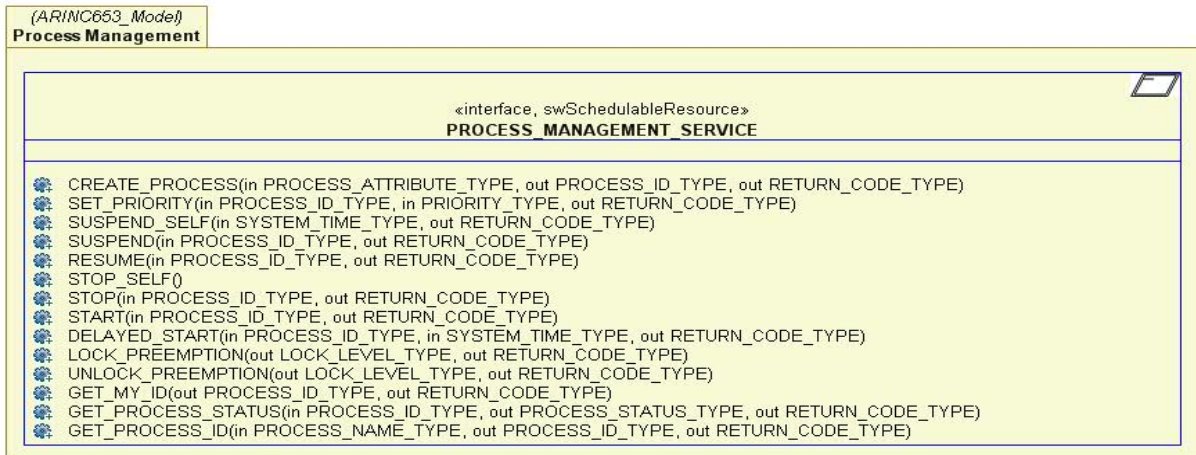 (ARINC653_Model)
Process Management
«interface, swSchedulableResource»
PROCESS_MANAGEMENT_SERVICE
CREATE_PROCESS(in PROCESS_ATTRIBUTE_TYPE, out PROCESS_ID_TYPE, out RETURN_CODE_TYPE)
SET_PRIORITY(in PROCESS_ID_TYPE, in PRIORITY_TYPE, out RETURN_CODE_TYPE)
SUSPEND_SELF(in SYSTEM_TIME_TYPE, out RETURN_CODE_TYPE)
SUSPEND(in PROCESS_ID_TYPE, out RETURN_CODE_TYPE)
RESUME(in PROCESS_ID_TYPE, out RETURN_CODE_TYPE)
STOP_SELF()
STOP(in PROCESS_ID_TYPE, out RETURN_CODE_TYPE)
START(in PROCESS_ID_TYPE, out RETURN_CODE_TYPE)
DELAYED_START(in PROCESS_ID_TYPE, in SYSTEM_TIME_TYPE, out RETURN_CODE_TYPE)
LOCK_PREEMPTION(out LOCK_LEVEL_TYPE, out RETURN_CODE_TYPE)
UNLOCK_PREEMPTION(out LOCK_LEVEL_TYPE, out RETURN_CODE_TYPE)
GET_MY_ID(out PROCESS_ID_TYPE, out RETURN_CODE_TYPE)
GET_PROCESS_STATUS(in PROCESS_ID_TYPE, out PROCESS_STATUS_TYPE, out RETURN_CODE_TYPE)
GET_PROCESS_ID(in PROCESS_NAME_TYPE, out PROCESS_ID_TYPE, out RETURN_CODE_TYPE)